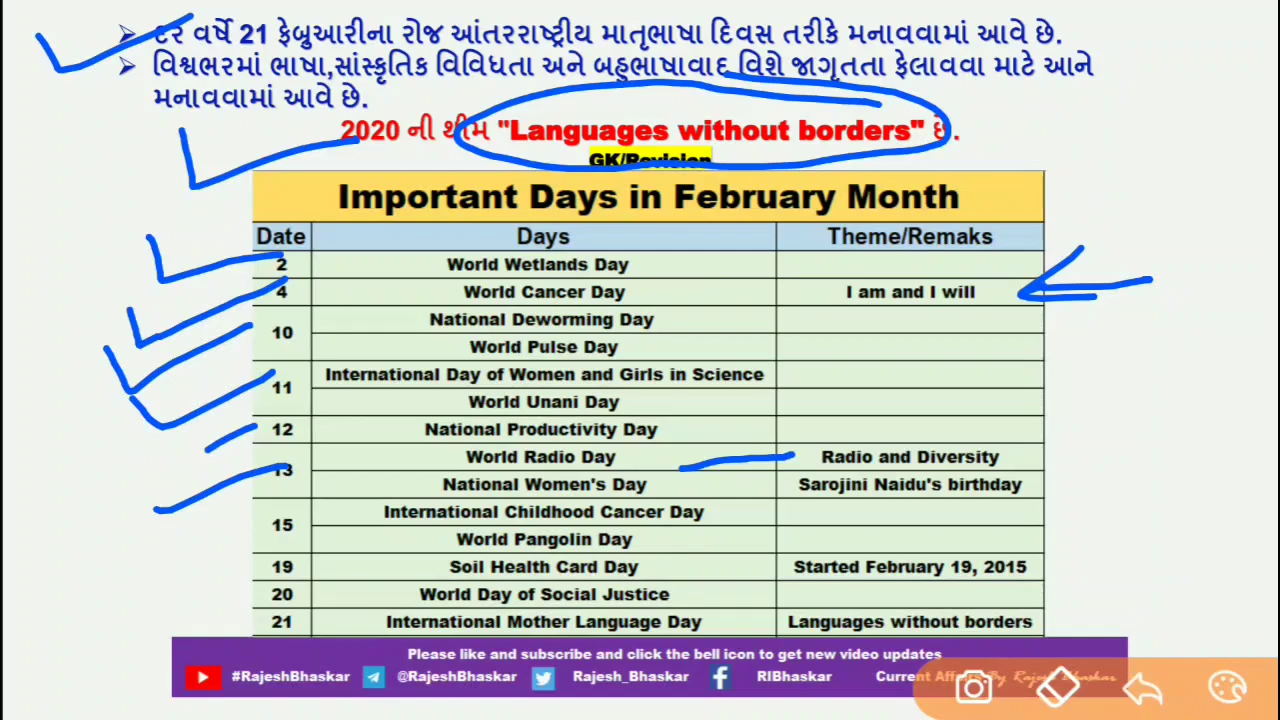 ➢ દર વર્ષે 21 ફેબ્રુઆરીના રોજ આંતરરાષ્ટ્રીય માતૃભાષા દિવસ તરીકે મનાવવામાં આવે છે.
➢ વિશ્વભરમાં ભાષા,સાંસ્કૃતિક વિવિધતા અને બહુભાષાવાદ વિશે જાગૃતતા ફેલાવવા માટે આને
મનાવવામાં આવે છે.
2020 ની થીમ "Languages without borders" છે.
GK/Revision
Important Days in February Month
Date Days Theme/Remaks
2 World Wetlands Day
4 World Cancer Day I am and I will
10 National Deworming Day
World Pulse Day
11 International Day of Women and Girls in Science
World Unani Day
12 National Productivity Day
13 World Radio Day Radio and Diversity
National Women's Day Sarojini Naidu's birthday
15 International Childhood Cancer Day
World Pangolin Day
19 Soil Health Card Day Started February 19, 2015
20 World Day of Social Justice
21 International Mother Language Day Languages without borders
Please like and subscribe and click the bell icon to get new video updates
#RajeshBhaskar @RajeshBhaskar Rajesh_Bhaskar RIBhaskar Current Affairs By Rajesh Bhaskar